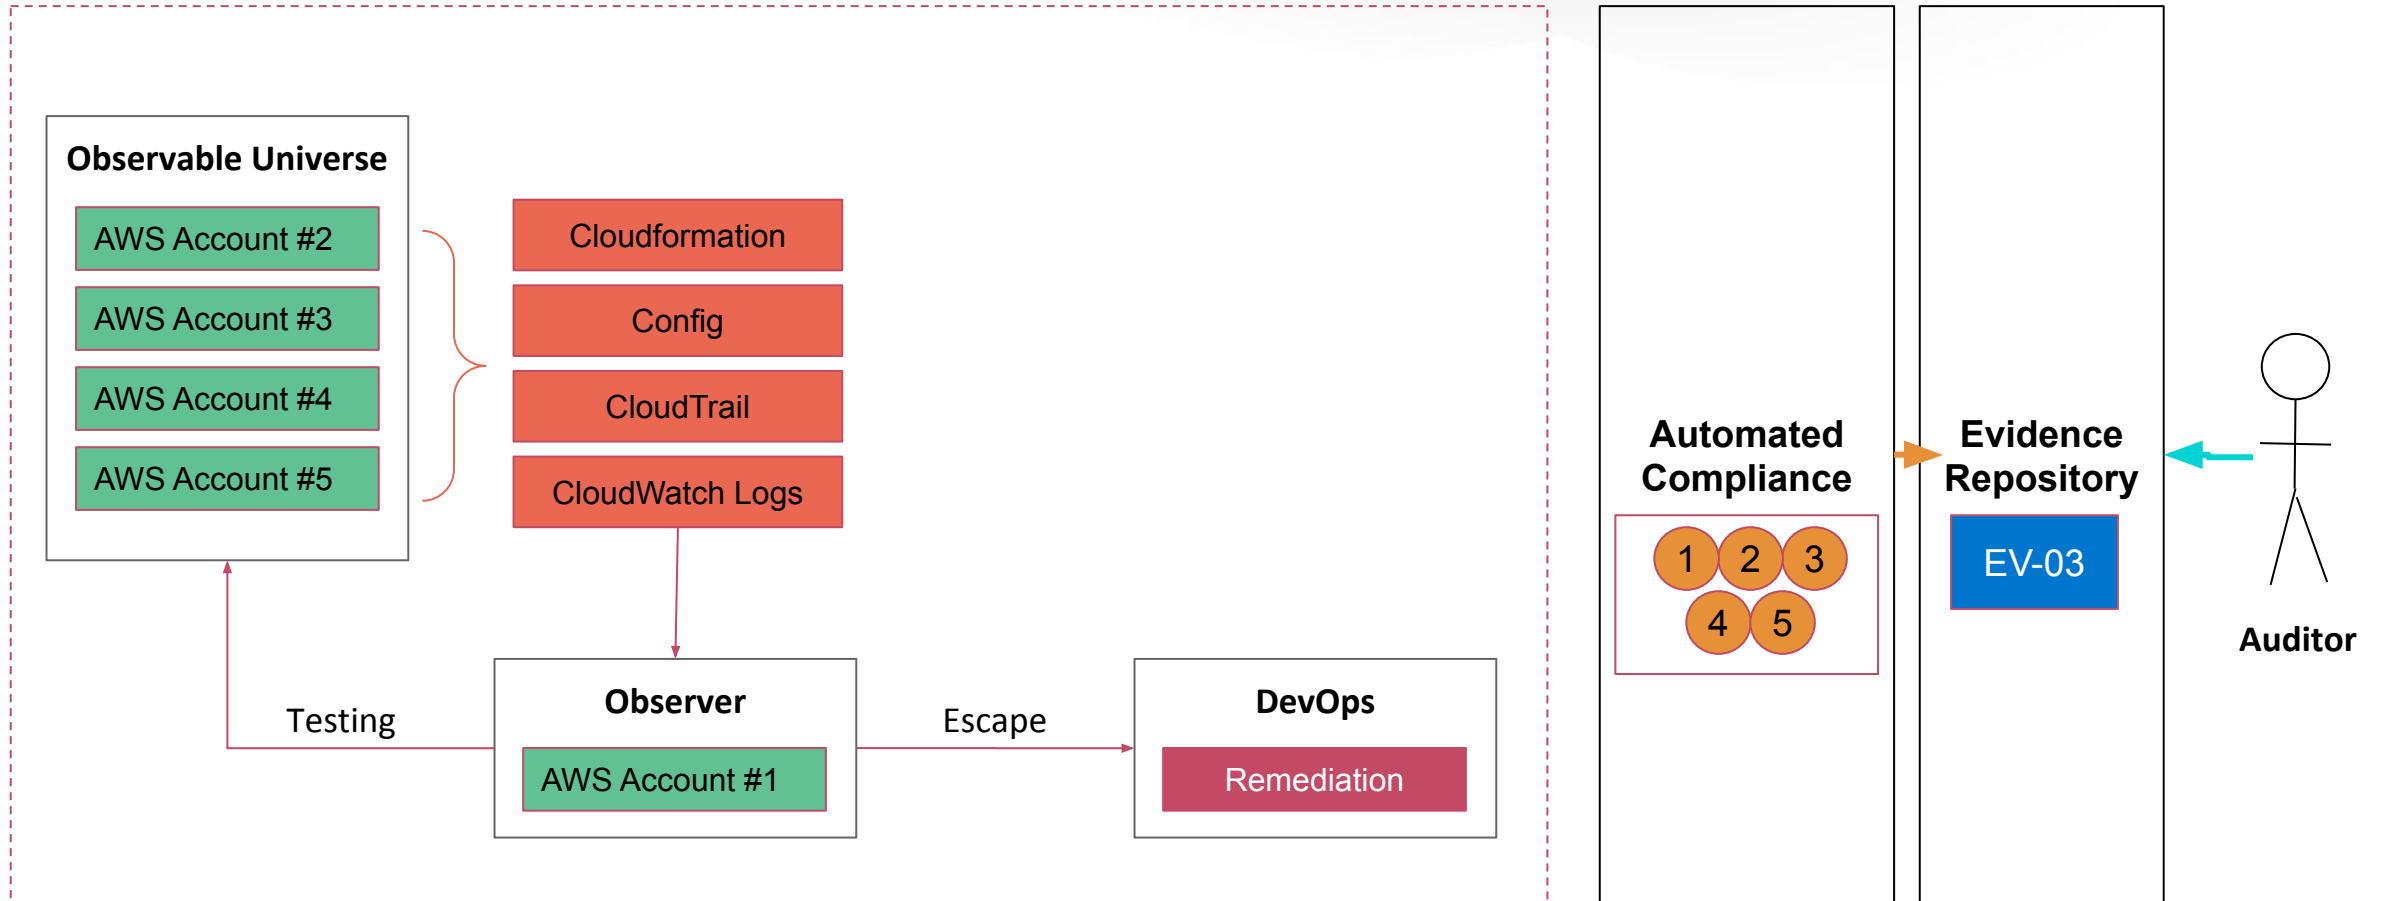 Observable Universe
AWS Account #2
AWS Account #3
AWS Account #4
AWS Account #5
Cloudformation
Config
CloudTrail
CloudWatch Logs
Testing
Observer
AWS Account #1
Escape
DevOps
Remediation
Automated
Compliance
1 2 3
4 5
Evidence
Repository
EV-03
Auditor